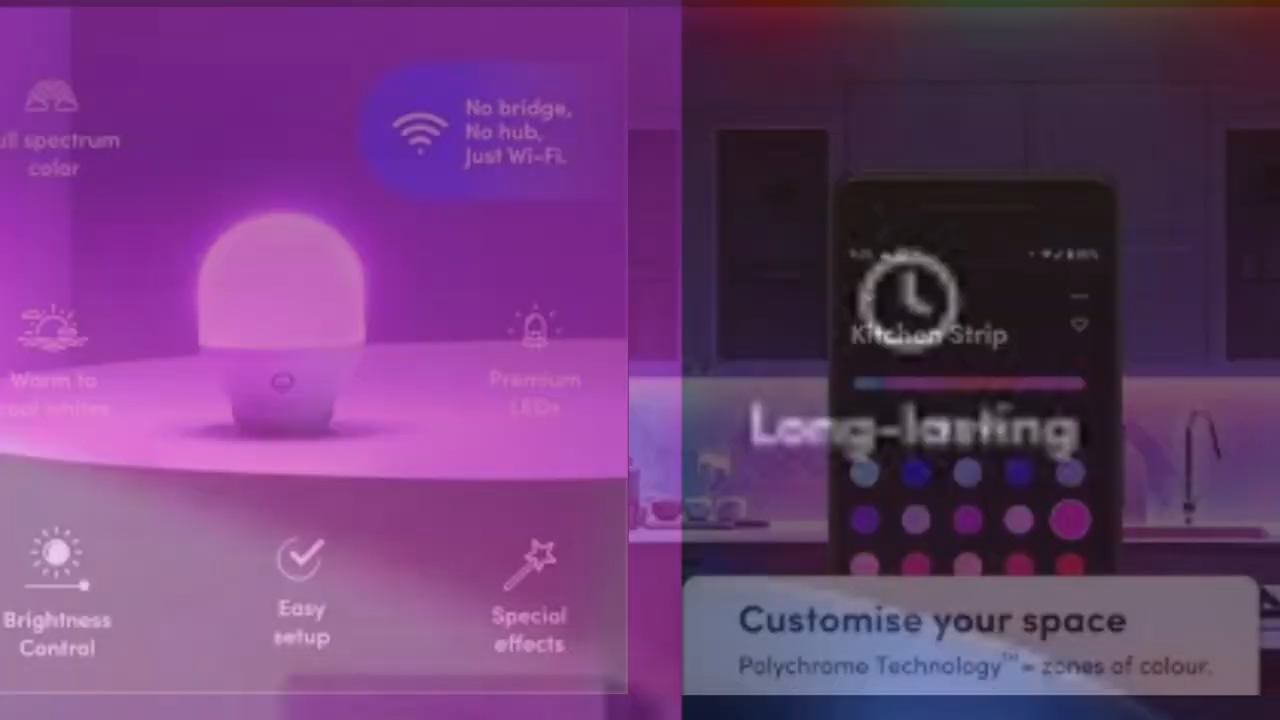 No bridge,
No hub,
Just Wi-Fi.
ull spectrum
color
Warm to
cool whites
Premium
LEDs
Brightness
Control
Easy
setup
Special
effects
Kitchen Strip
Long-lasting
Customise your space
Polychrome Technology™ – zones of colour.